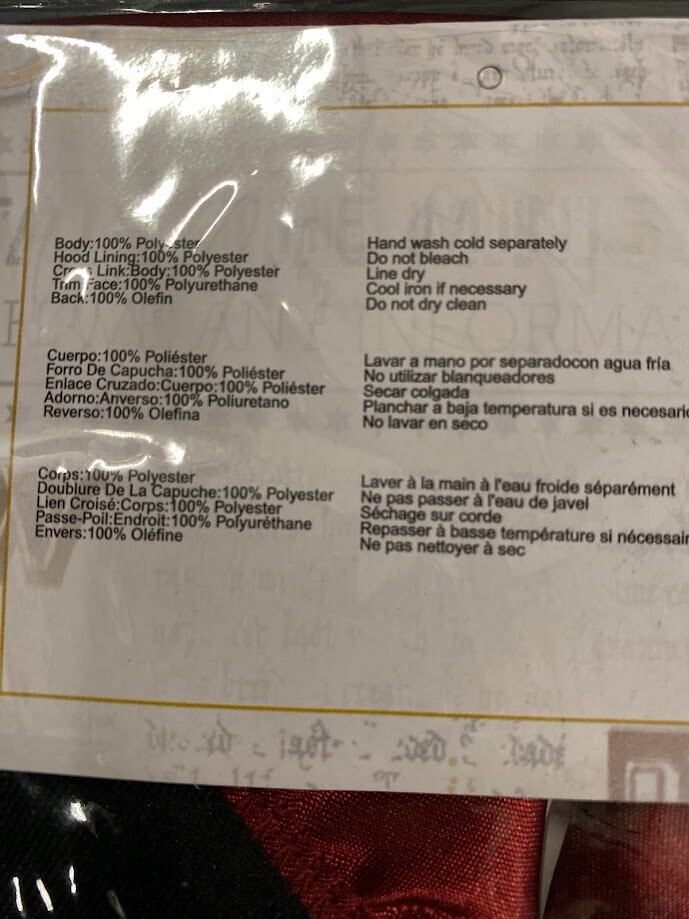 Body:100% Polyester
Hood Lining:100% Polyester
Cross Link:Body:100% Polyester
Trim:Face:100% Polyurethane
Back:100% Olefin
Hand wash cold separately
Do not bleach
Line dry
Cool iron if necessary
Do not dry clean
Cuerpo:100% Poliéster
Forro De Capucha:100% Poliéster
Enlace Cruzado:Cuerpo:100% Poliéster
Adorno:Anverso:100% Poliuretano
Reverso:100% Olefina
Lavar a mano por separadocon agua fría
No utilizar blanqueadores
Secar colgada
Planchar a baja temperatura si es necesario
No lavar en seco
Corps:100% Polyester
Doublure De La Capuche:100% Polyester
Lien Croisé:Corps:100% Polyester
Passe-Poil:Endroit:100% Polyuréthane
Envers:100% Oléfine
Laver à la main à l'eau froide séparément
Ne pas passer à l'eau de javel
Séchage sur corde
Repasser à basse température si nécessair
Ne pas nettoyer à sec